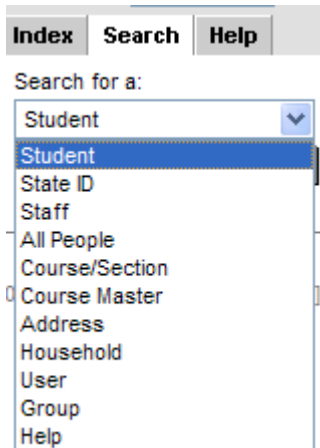 Index Search Help
Search for a:
Student
Student
State ID
Staff
All People
Course/Section
Course Master
Address
Household
User
Group
Help